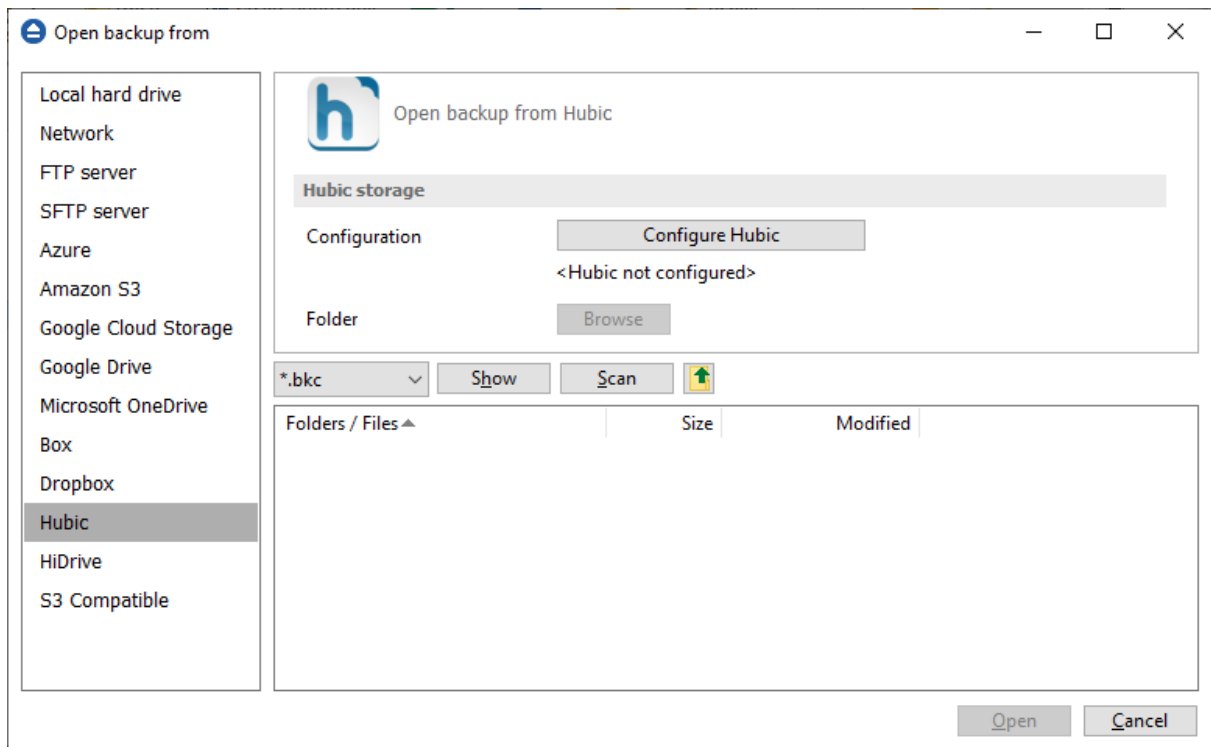 Open backup from
Local hard drive
Network
FTP server
SFTP server
Azure
Amazon S3
Google Cloud Storage
Google Drive
Microsoft OneDrive
Box
Dropbox
Hubic
HiDrive
S3 Compatible
h
Open backup from Hubic
Hubic storage
Configuration
Configure Hubic
<Hubic not configured>
Folder
Browse
*.bkc
Show
Scan
Folders / Files
Size
Modified
Open
Cancel